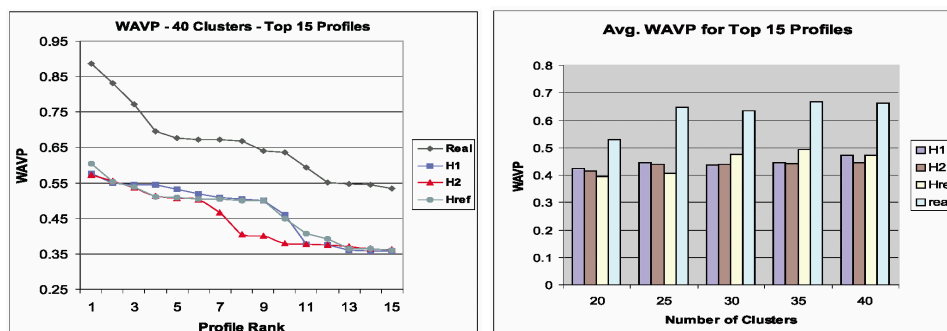 WAVP - 40 Clusters - Top 15 Profiles
0.95
0.85
0.75
0.65
0.55
0.45
0.35
0.25
WAVP
1 3 5 7 9 11 13 15
Profile Rank
Real
H1
H2
Href
Avg. WAVP for Top 15 Profiles
0.8
0.7
0.6
0.5
0.4
0.3
0.2
0.1
0
WAVP
20 25 30 35 40
Number of Clusters
H1
H2
Hre
rea